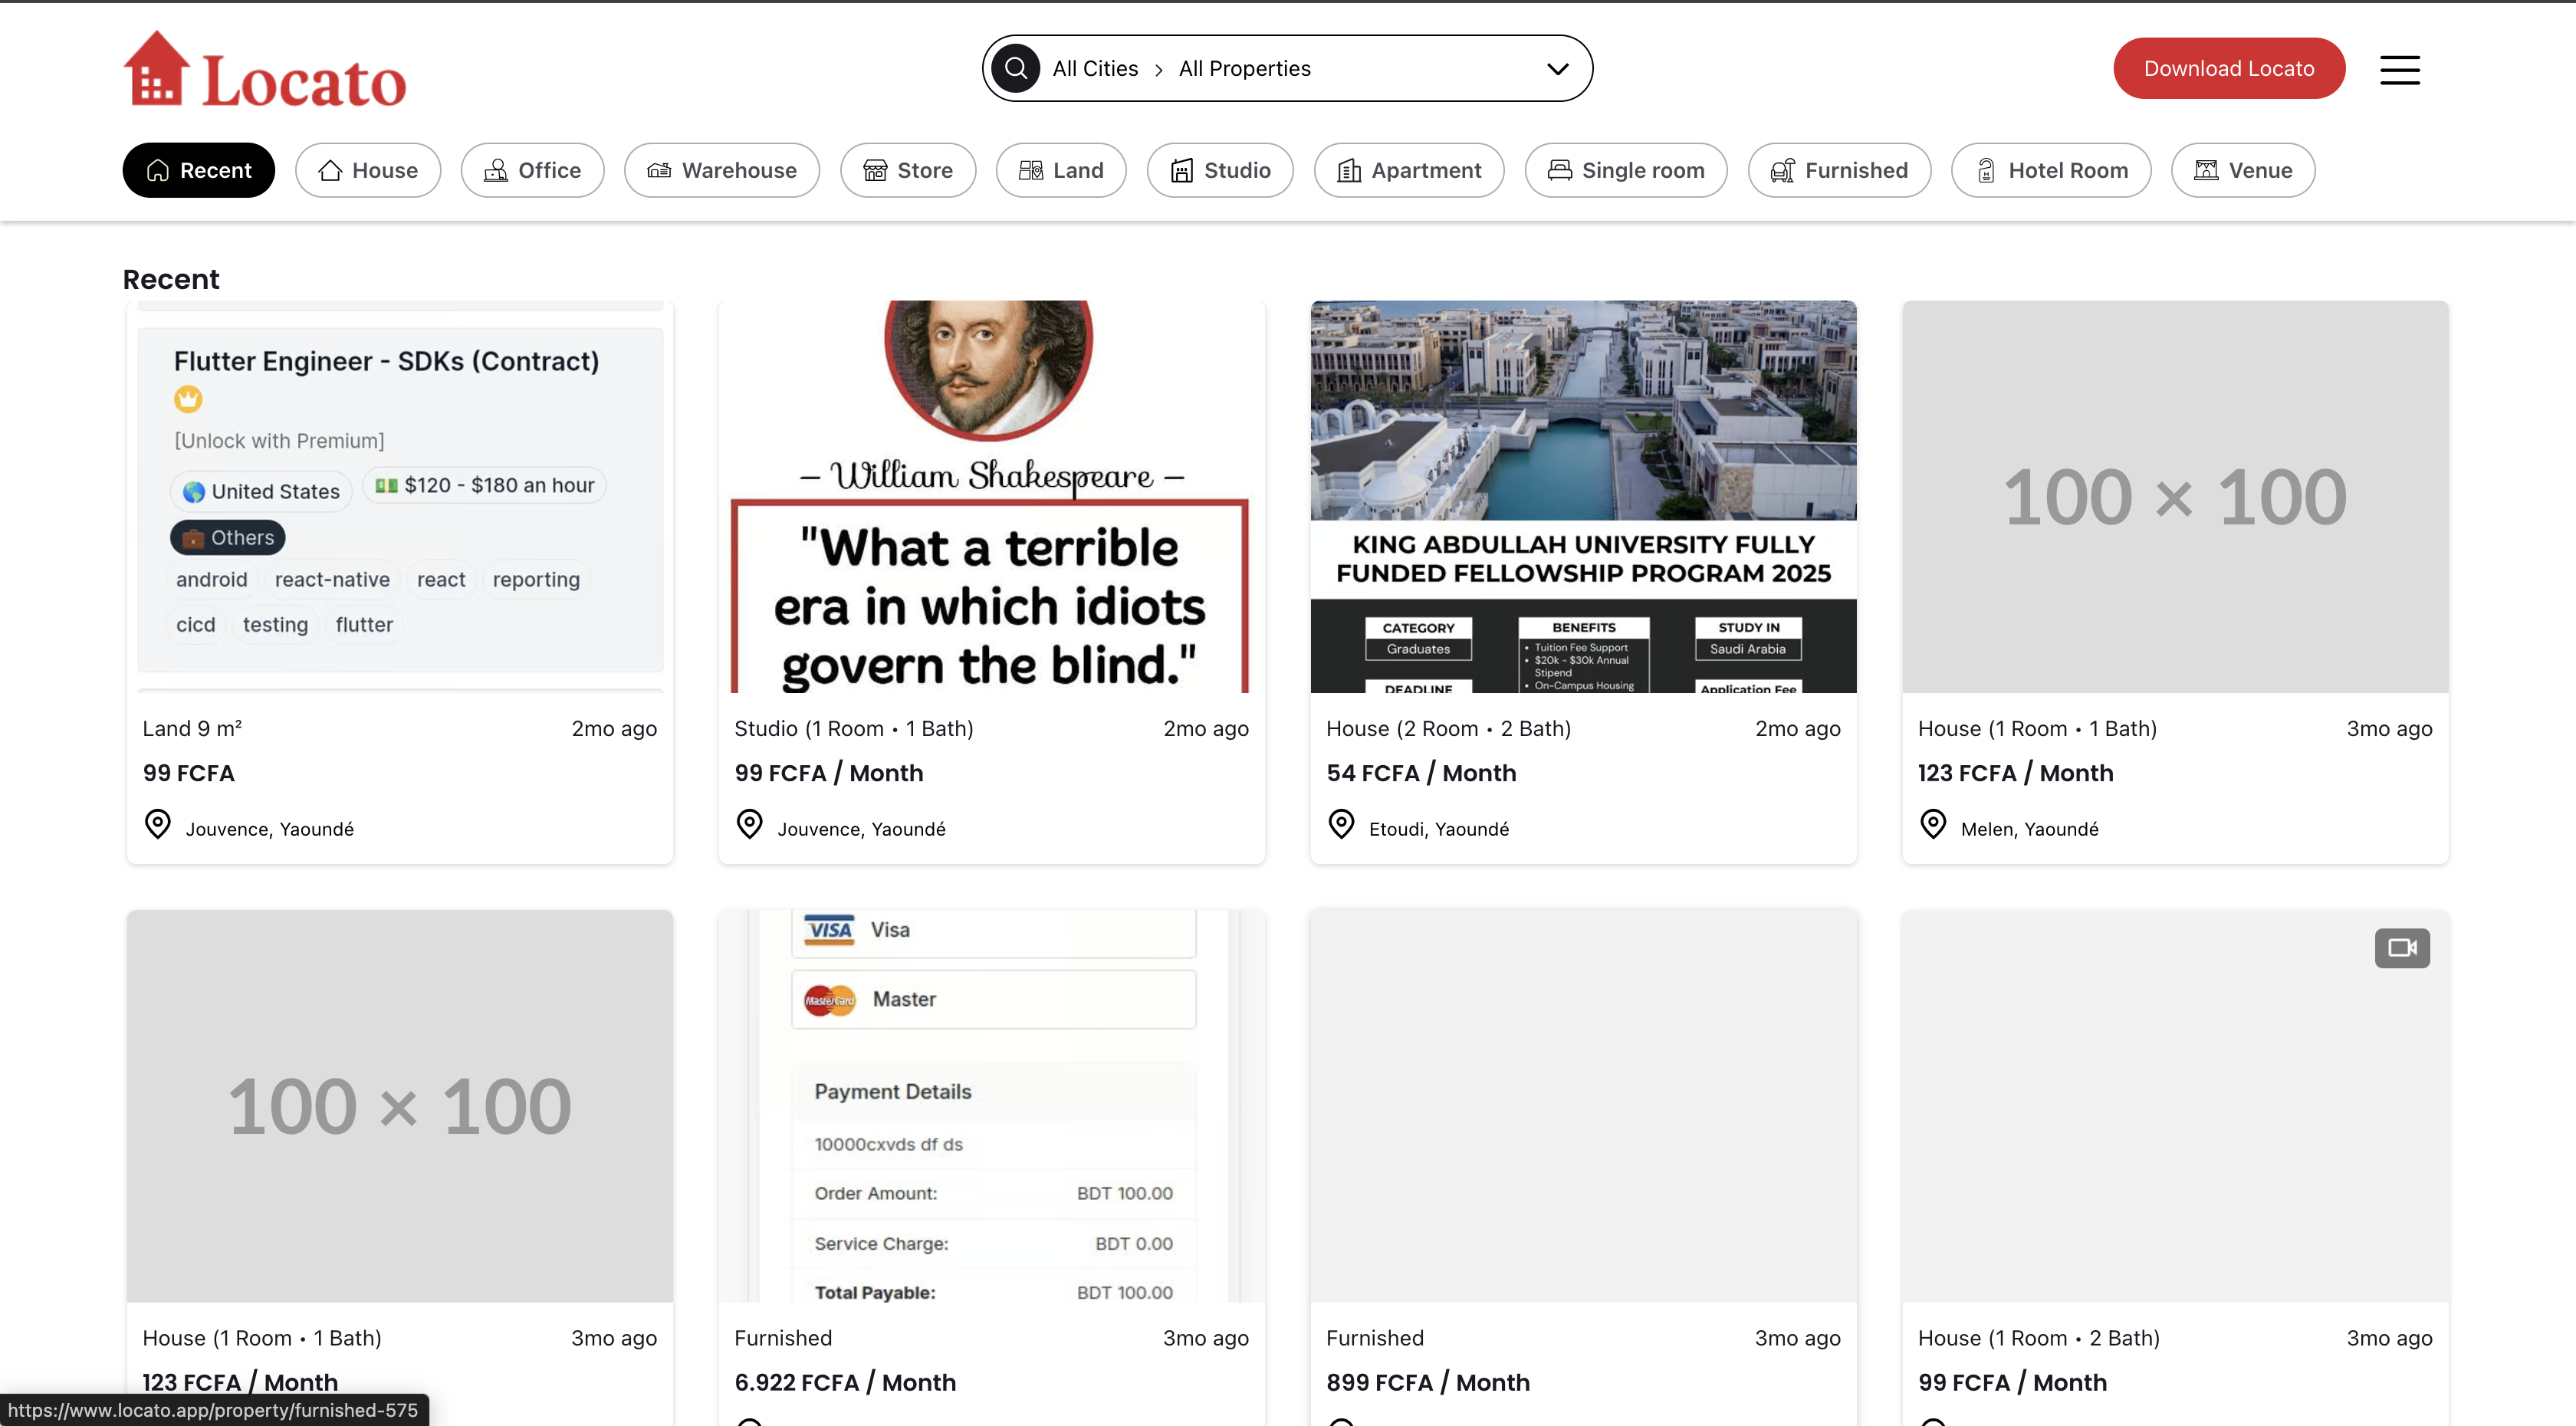 Locato
All Cities > All Properties
Download Locato
Recent
House
Office
Warehouse
Store
Land
Studio
Apartment
Single room
Furnished
Hotel Room
Venue
Recent
Flutter Engineer - SDKs (Contract)
[Unlock with Premium]
United States
$120 - $180 an hour
Others
android react-native react reporting
cicd testing flutter
Land 9 m² 2mo ago
99 FCFA
Jouvence, Yaoundé
– William Shakespeare –
"What a terrible
era in which idiots
govern the blind."
Studio (1 Room • 1 Bath) 2mo ago
99 FCFA / Month
Jouvence, Yaoundé
KING ABDULLAH UNIVERSITY FULLY
FUNDED FELLOWSHIP PROGRAM 2025
CATEGORY
Graduates
DEADLINE
BENEFITS
• Tuition Fee Support
• $20k - $30k Annual
Stipend
• On-Campus Housing
STUDY IN
Saudi Arabia
Application Fee
House (2 Room • 2 Bath) 2mo ago
54 FCFA / Month
Etoudi, Yaoundé
100 × 100
House (1 Room • 1 Bath) 3mo ago
123 FCFA / Month
Melen, Yaoundé
100 × 100
House (1 Room • 1 Bath) 3mo ago
123 FCFA / Month
VISA Visa
MasterCard Master
Payment Details
10000cxvds df ds
Order Amount: BDT 100.00
Service Charge: BDT 0.00
Total Payable: BDT 100.00
Furnished 3mo ago
6.922 FCFA / Month
Furnished 3mo ago
899 FCFA / Month
House (1 Room • 2 Bath) 3mo ago
99 FCFA / Month
https://www.locato.app/property/furnished-575